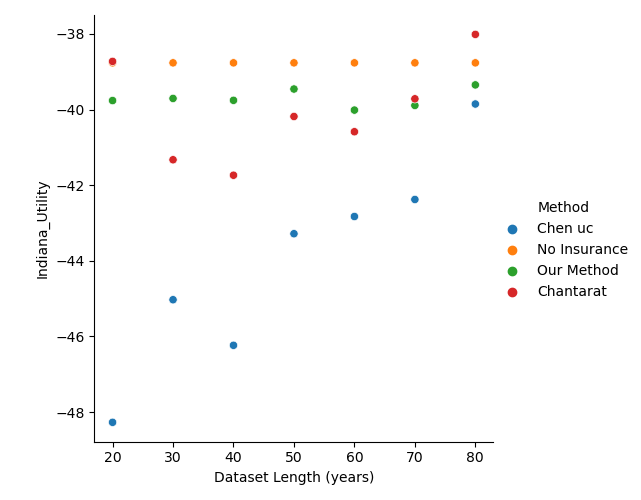 −38
−40
−42
−44
−46
−48
Indiana_Utility
20 30 40 50 60 70 80
Dataset Length (years)
Method
Chen uc
No Insurance
Our Method
Chantarat